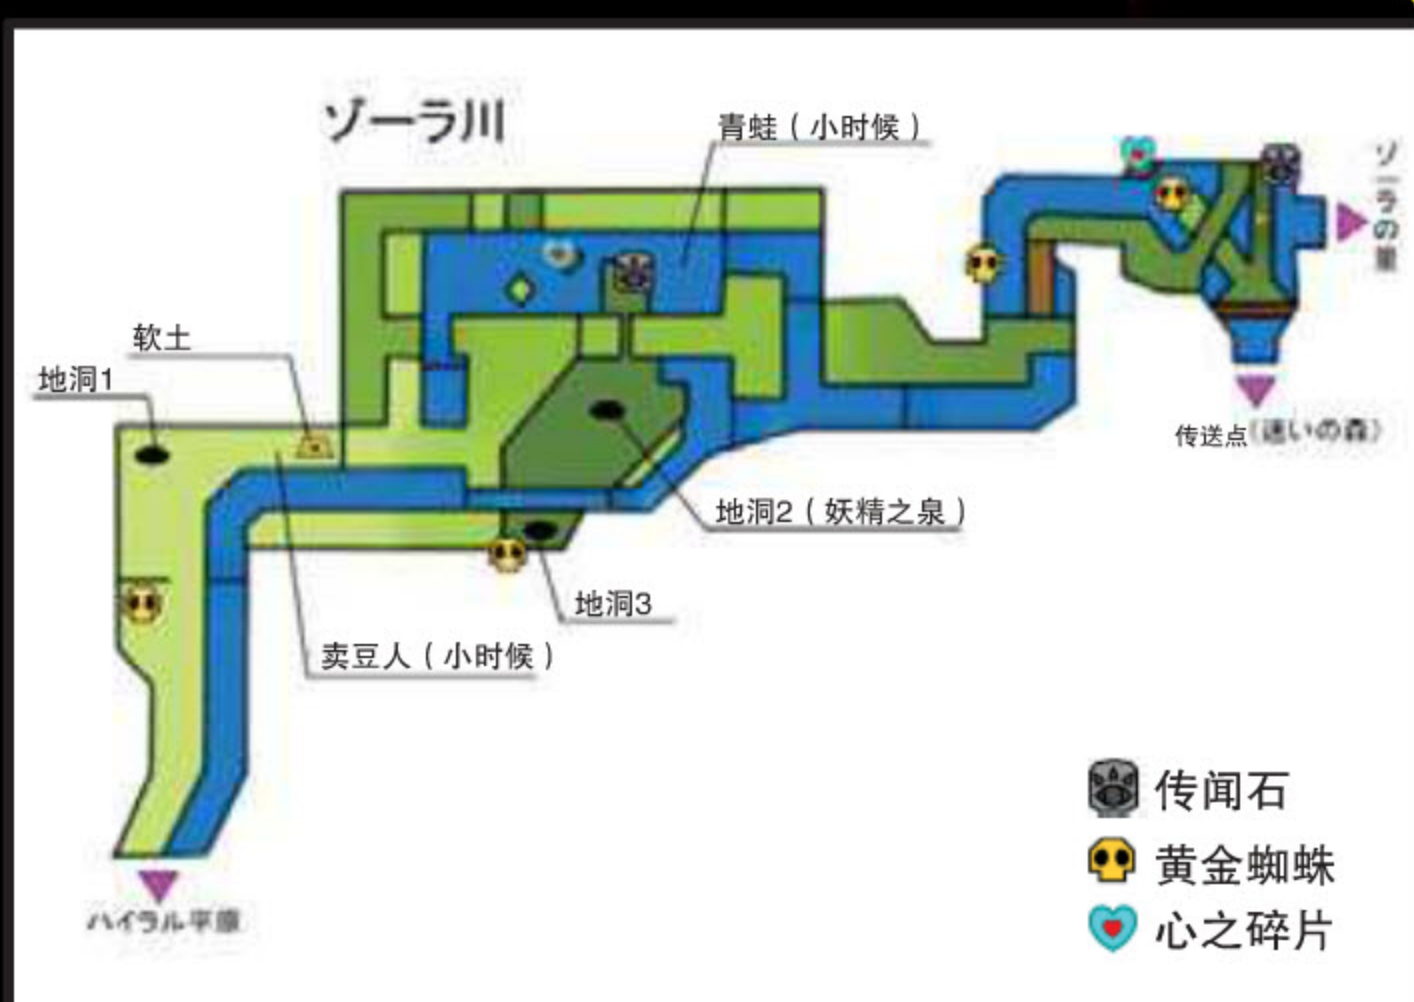 ゾーラ川
青蛙（小时候）
ゾーラの里
软土
地洞1
传送点（迷いの森）
地洞2（妖精之泉）
地洞3
卖豆人（小时候）
传闻石
黄金蜘蛛
ハイラル平原
心之碎片